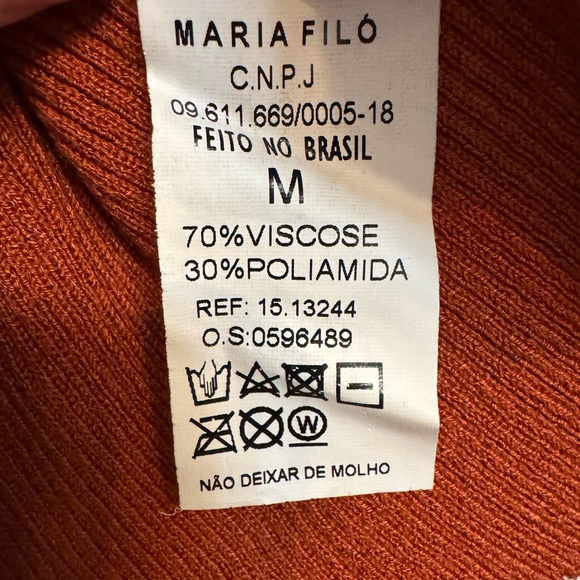 MARIA FILÓ
C.N.P.J
09.611.669/0005-18
FEITO NO BRASIL
M
70%VISCOSE
30%POLIAMIDA
REF: 15.13244
O.S:0596489
W
NÃO DEIXAR DE MOLHO